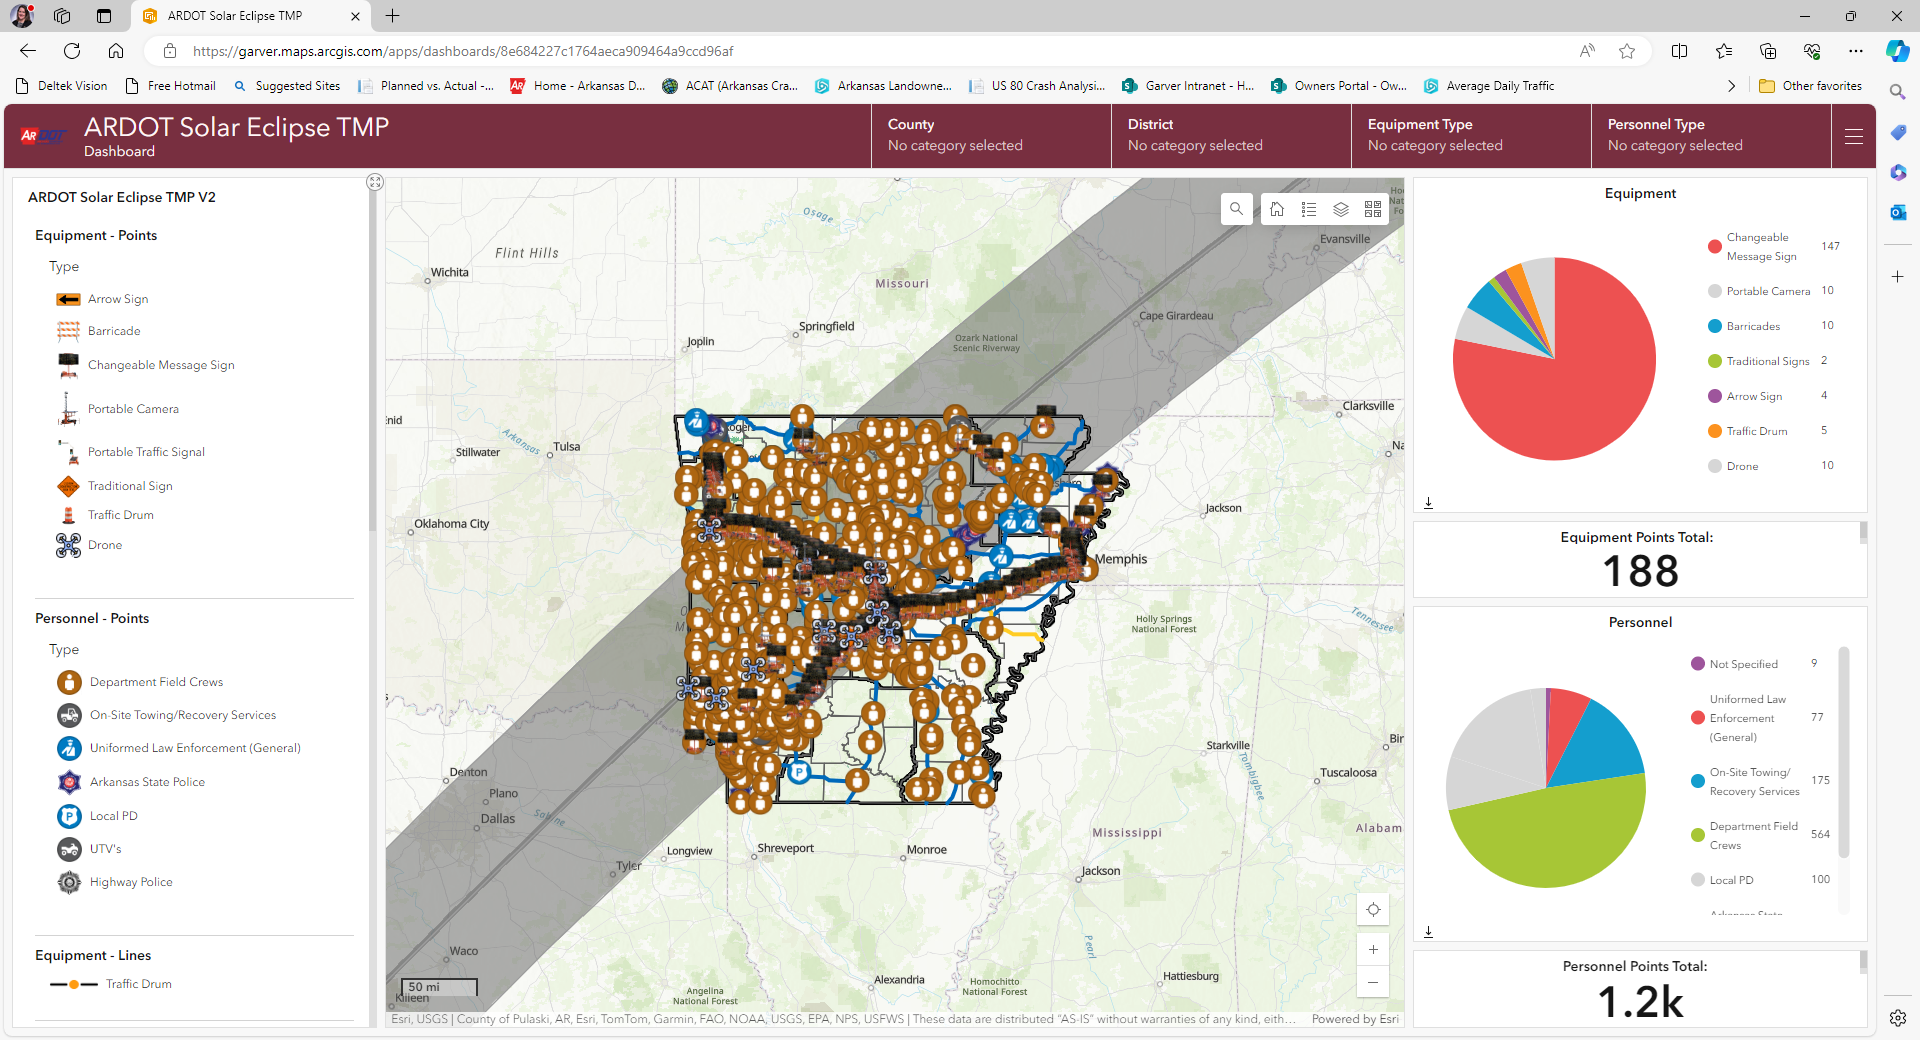 ARDOT Solar Eclipse TMP
https://garver.maps.arcgis.com/apps/dashboards/8e684227c1764aeca909464a9ccd96af
Deltek Vision
Free Hotmail
Suggested Sites
Planned vs. Actual -...
Home - Arkansas D...
ACAT (Arkansas Cra...
Arkansas Landowne...
US 80 Crash Analysi...
Garver Intranet - H...
Owners Portal - Ow...
Average Daily Traffic
Other favorites
ARDOT
ARDOT Solar Eclipse TMP
Dashboard
County
No category selected
District
No category selected
Equipment Type
No category selected
Personnel Type
No category selected
ARDOT Solar Eclipse TMP V2
Equipment - Points
Type
Arrow Sign
Barricade
Changeable Message Sign
Portable Camera
Portable Traffic Signal
Traditional Sign
Traffic Drum
Drone
Personnel - Points
Type
Department Field Crews
On-Site Towing/Recovery Services
Uniformed Law Enforcement (General)
Arkansas State Police
Local PD
UTV's
Highway Police
Equipment - Lines
Traffic Drum
Osage
Flint Hills
Wichita
Missouri
Evansville
Springfield
Joplin
Cape Girardeau
Ozark National
Scenic Riverway
Clarksville
Arkansas
Tulsa
Stillwater
Oklahoma City
Jackson
Memphis
Holly Springs
National Forest
Tennessee
Starkville
Tombigbee
Tuscaloosa
Denton
Plano
Dallas
Sabine
Tyler
Longview
Shreveport
Monroe
Mississippi
Alabam
Jackson
Pearl
Waco
Killeen
50 mi
Angelina
National Forest
Alexandria
Homochitto
National Forest
Hattiesburg
Esri, USGS | County of Pulaski, AR, Esri, TomTom, Garmin, FAO, NOAA, USGS, EPA, NPS, USFWS | These data are distributed "AS-IS" without warranties of any kind, eith...
Powered by Esri
Equipment
Changeable
Message Sign 147
Portable Camera 10
Barricades 10
Traditional Signs 2
Arrow Sign 4
Traffic Drum 5
Drone 10
Equipment Points Total:
188
Personnel
Not Specified 9
Uniformed Law
Enforcement 77
(General)
On-Site Towing/
Recovery Services 175
Department Field
Crews 564
Local PD 100
Personnel Points Total:
1.2k